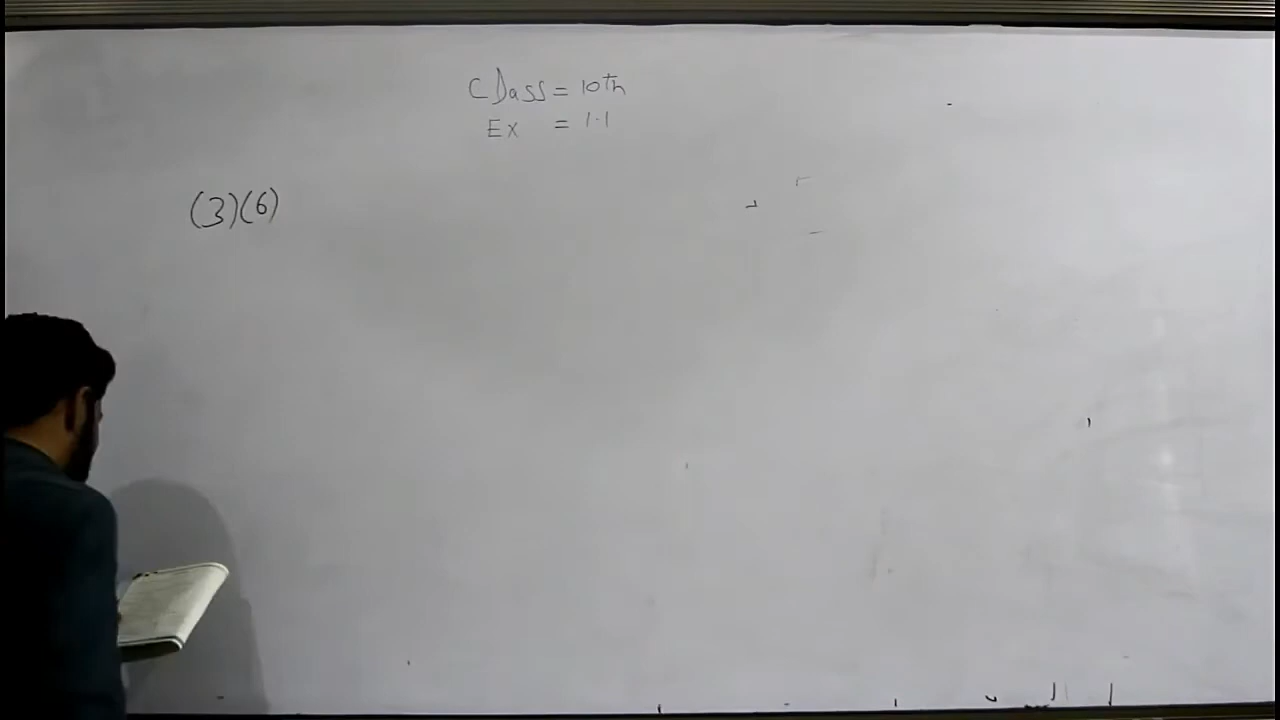 Class = 10th
Ex = 1.1
(3)(6)